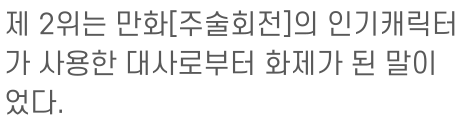 제 2위는 만화[주술회전]의 인기캐릭터
가 사용한 대사로부터 화제가 된 말이
었다.